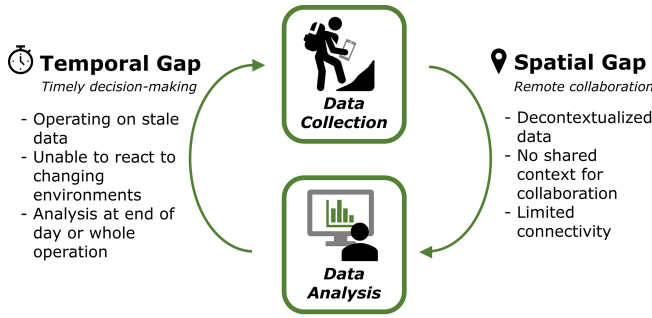 Temporal Gap
Timely decision-making
- Operating on stale
data
- Unable to react to
changing
environments
- Analysis at end of
day or whole
operation
Data
Collection
Data
Analysis
Spatial Gap
Remote collaboration
- Decontextualized
data
- No shared
context for
collaboration
- Limited
connectivity